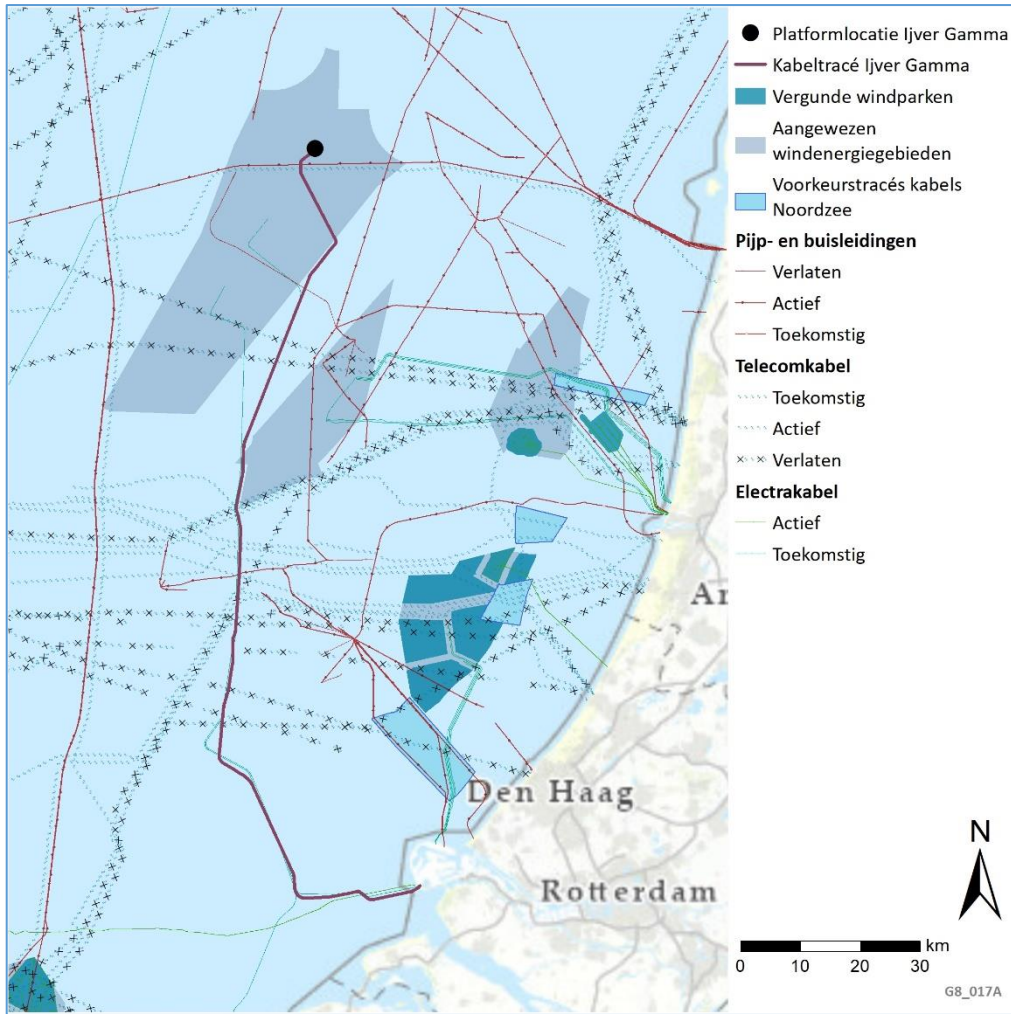 Platformlocatie Ijver Gamma
Kabeltracé Ijver Gamma
Vergunde windparken
Aangewezen
windenergiegebieden
Voorkeurstracés kabels
Noordzee
Pijp- en buisleidingen
Verlaten
Actief
Toekomstig
Telecomkabel
Toekomstig
Actief
Verlaten
Electrakabel
Actief
Toekomstig
Den Haag
Rotterdam
N
km
0 10 20 30
G8_017A